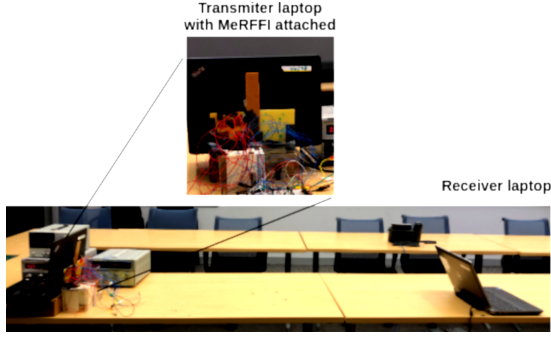 Transmiter laptop
with MeRFFI attached
Receiver laptop